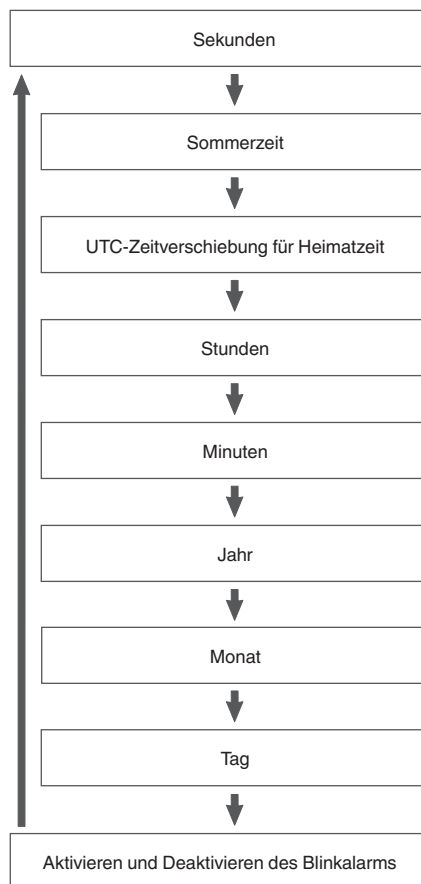 Sekunden
Sommerzeit
UTC-Zeitverschiebung für Heimatzeit
Stunden
Minuten
Jahr
Monat
Tag
Aktivieren und Deaktivieren des Blinkalarms